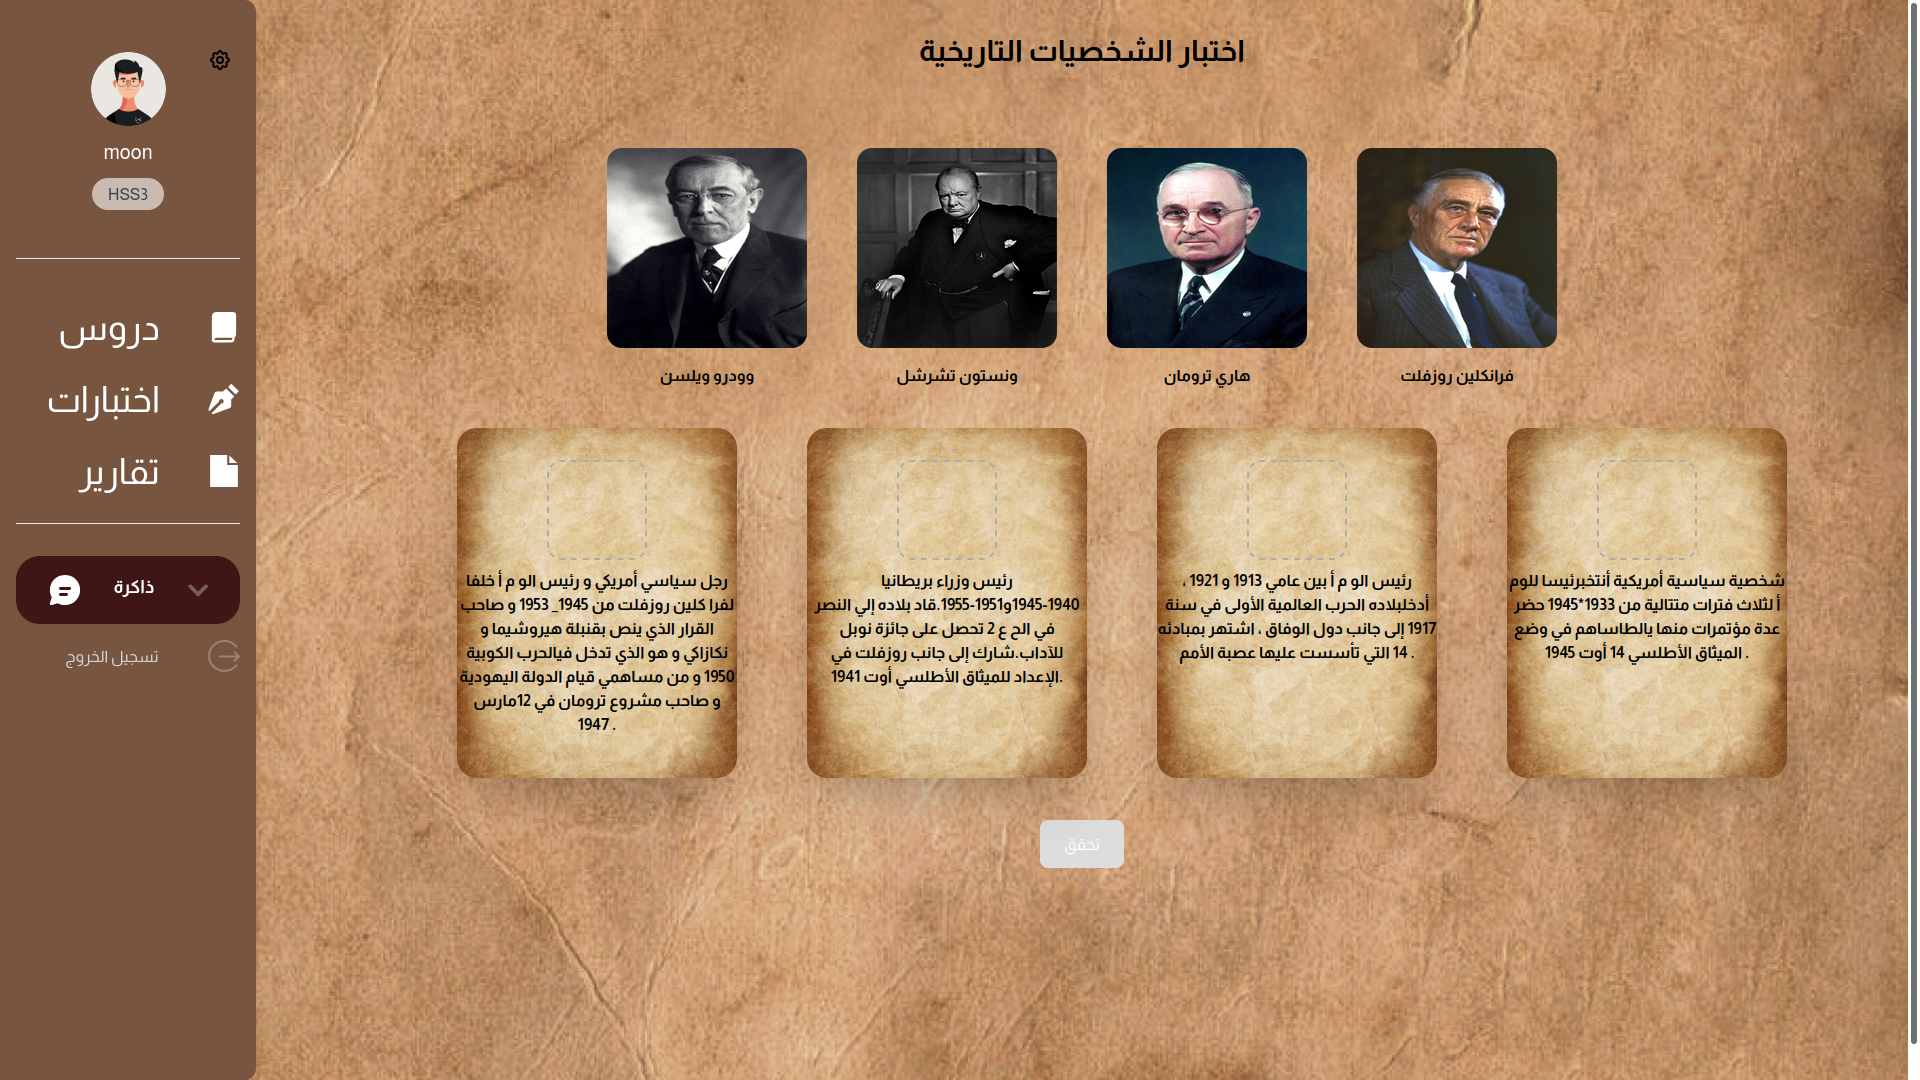 اختبار الشخصيات التاريخية
moon
HSS3
دروس
اختبارات
تقارير
ذاكرة
تسجيل الخروج
فرانكلين روزفلت
هاري ترومان
ونستون تشرشل
وودرو ويلسن
شخصية سياسية أمريكية أنتخبرئيسا للوم
أ لثلاث فترات متتالية من 1933*1945 حضر
عدة مؤتمرات منها يالطاساهم في وضع
الميثاق الأطلسي 14 أوت 1945 .
رئيس الو م أ بين عامي 1913 و 1921 ،
أدخلبلاده الحرب العالمية الأولى في سنة
1917 إلى جانب دول الوفاق ، اشتهر بمبادئه
14 التي تأسست عليها عصبة الأمم .
رئيس وزراء بريطانيا
1940-1945و1951-1955.قاد بلاده إلي النصر
في الح ع 2 تحصل على جائزة نوبل
للآداب.شارك إلى جانب روزفلت في
الإعداد للميثاق الأطلسي أوت 1941.
رجل سياسي أمريكي و رئيس الو م أ خلفا
لفرا كلين روزفلت من 1945_ 1953 و صاحب
القرار الذي ينص بقنبلة هيروشيما و
نكازاكي و هو الذي تدخل فيالحرب الكوبية
1950 و من مساهمي قيام الدولة اليهودية
و صاحب مشروع ترومان في 12مارس
1947 .
تحقق